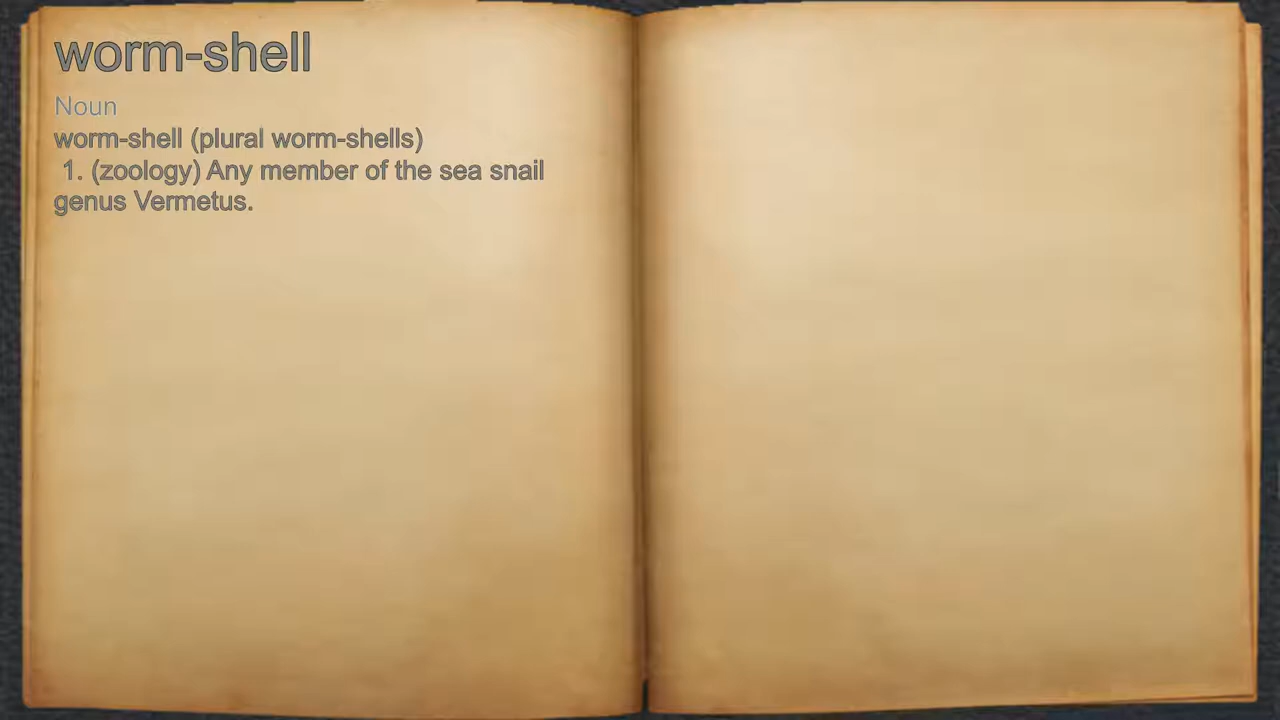 worm-shell
Noun
worm-shell (plural worm-shells)
1. (zoology) Any member of the sea snail
genus Vermetus.